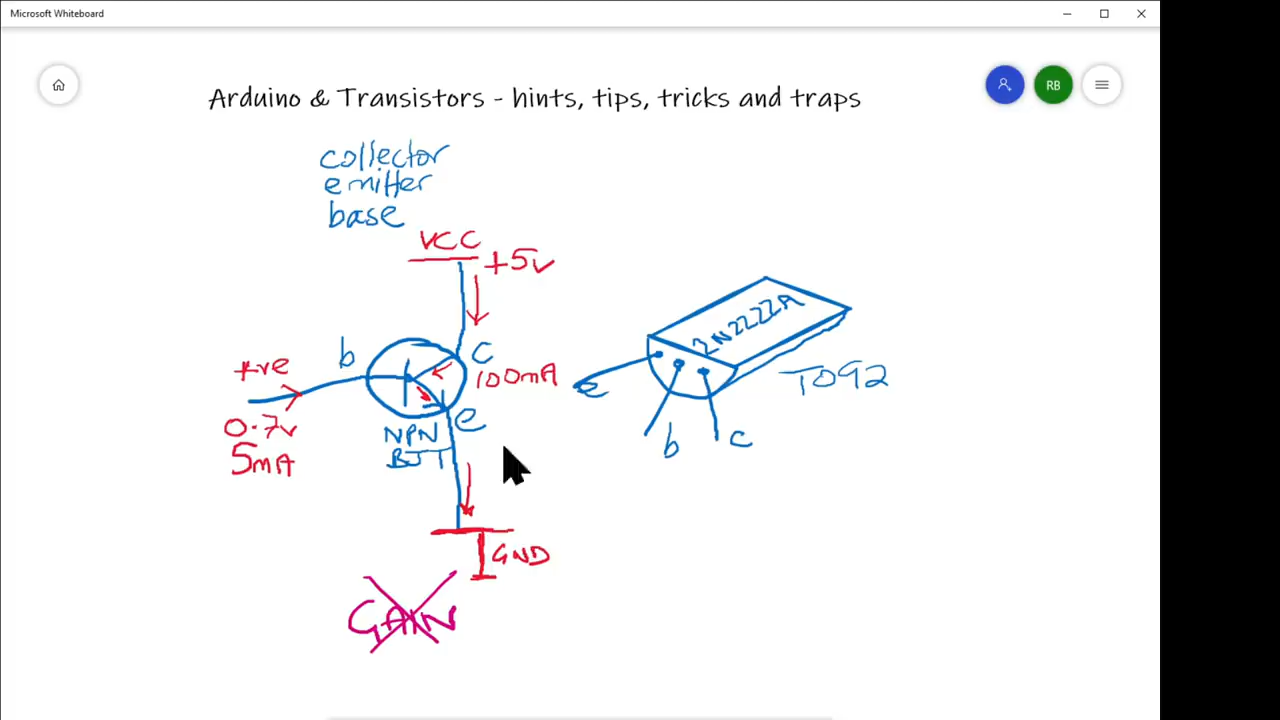 Microsoft Whiteboard
RB
Arduino & Transistors - hints, tips, tricks and traps
collector
emitter
base
VCC
+5v
2N2222A
b
c
+ve
100mA
e
TO92
0.7v
e
NPN
b
c
BJT
5mA
GND
GAIN